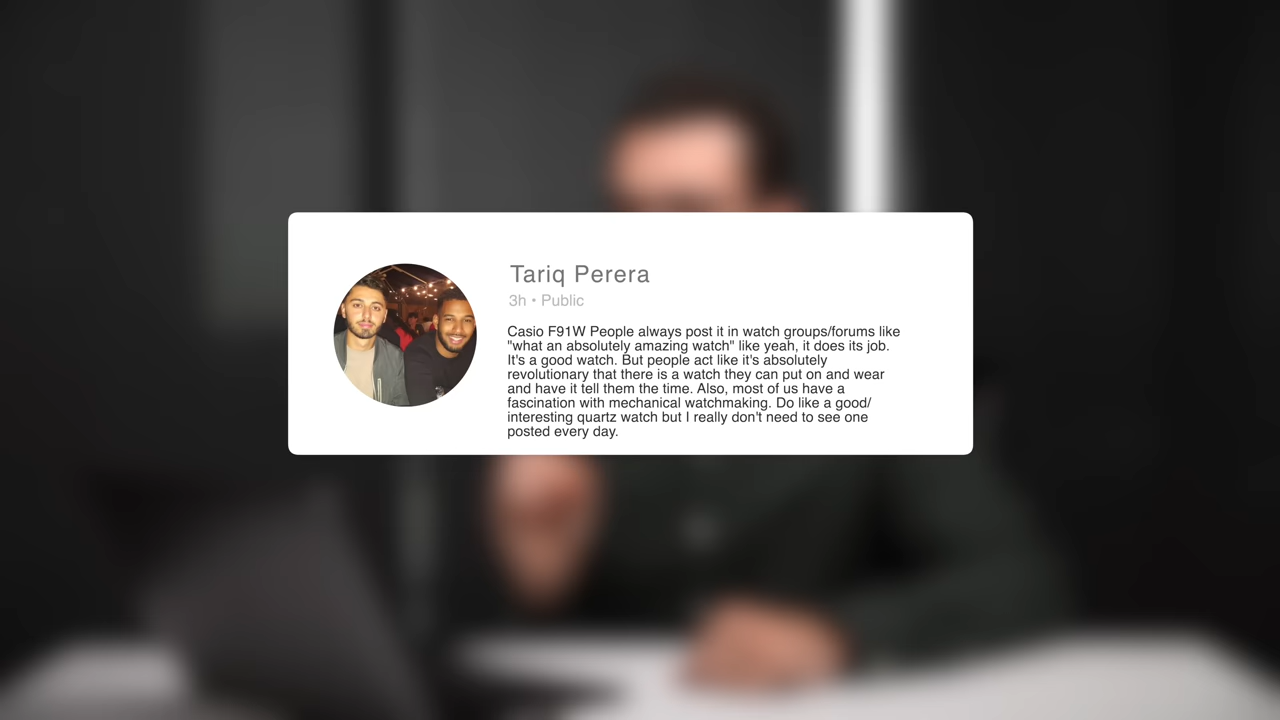 Tariq Perera
3h • Public
Casio F91W People always post it in watch groups/forums like
"what an absolutely amazing watch" like yeah, it does its job.
It's a good watch. But people act like it's absolutely
revolutionary that there is a watch they can put on and wear
and have it tell them the time. Also, most of us have a
fascination with mechanical watchmaking. Do like a good/
interesting quartz watch but I really don't need to see one
posted every day.